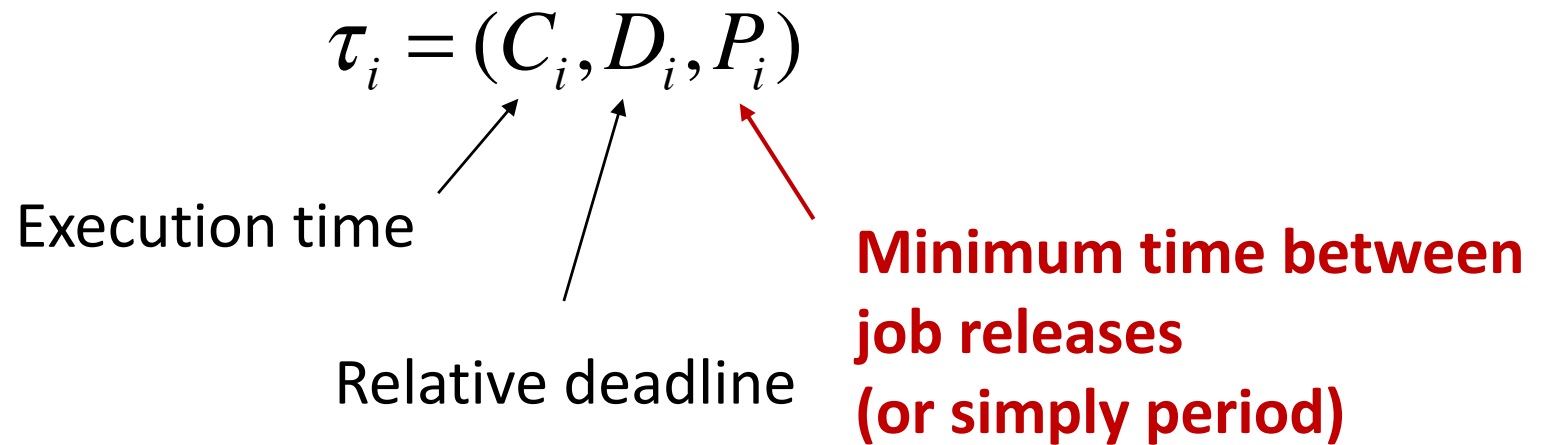 τᵢ = (Cᵢ, Dᵢ, Pᵢ)
Execution time
Relative deadline
Minimum time between
job releases
(or simply period)